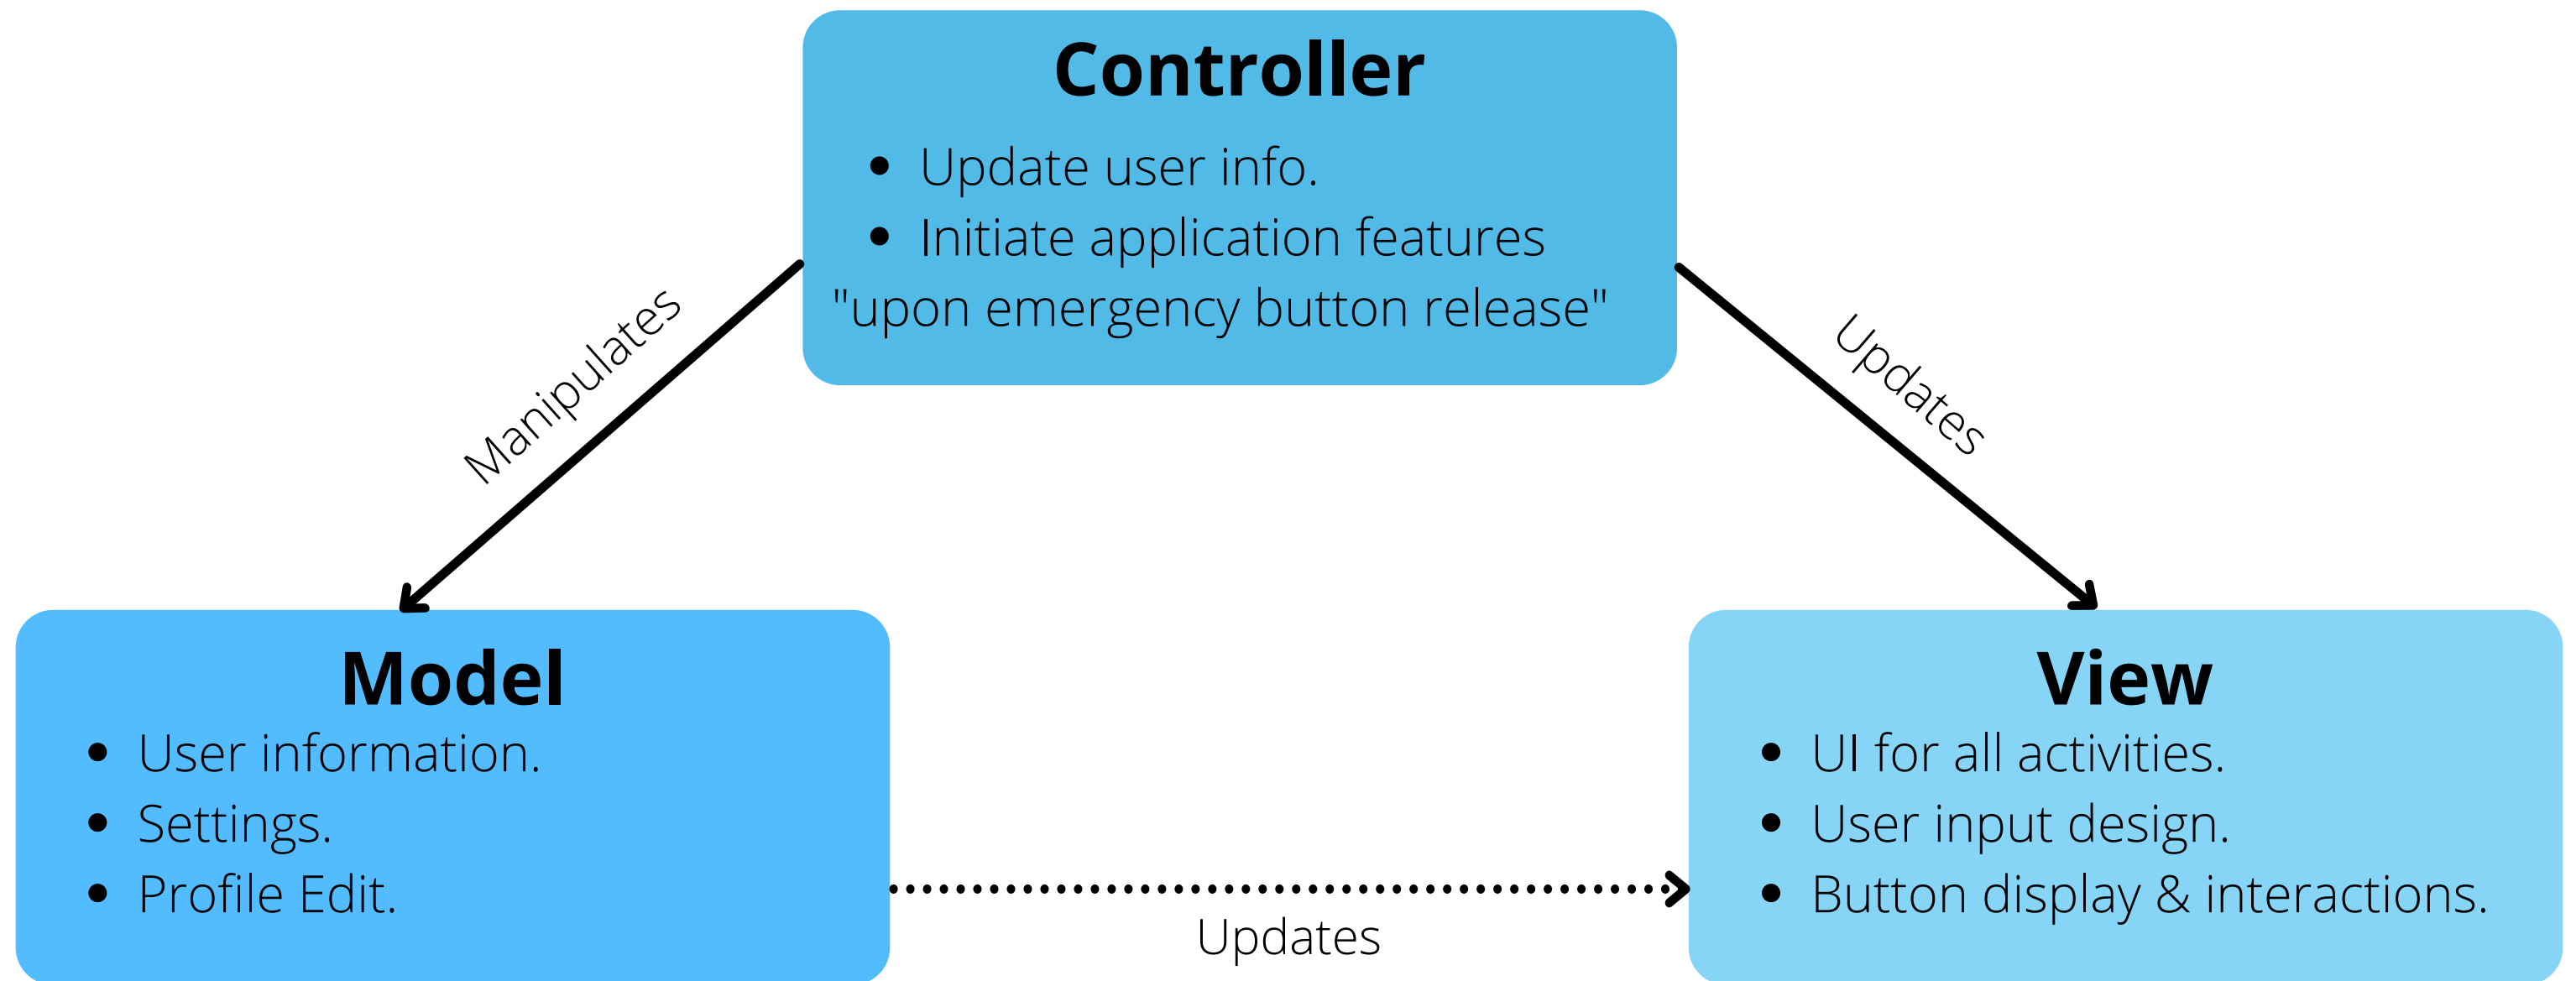 Controller
• Update user info.
• Initiate application features
"upon emergency button release"
Manipulates
Updates
Model
• User information.
• Settings.
• Profile Edit.
View
• UI for all activities.
• User input design.
• Button display & interactions.
Updates